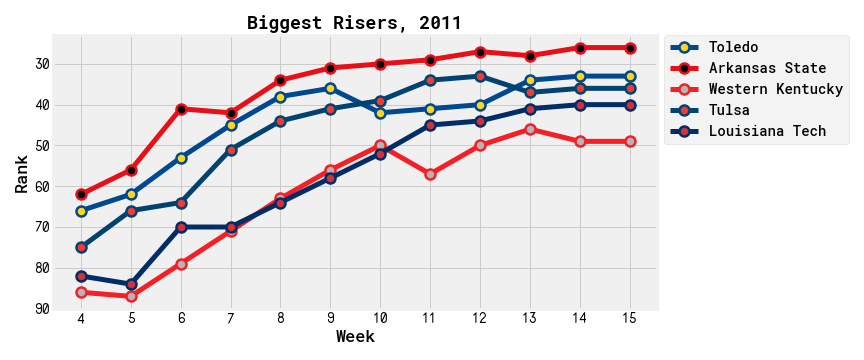 Biggest Risers, 2011
Toledo
Arkansas State
Western Kentucky
Tulsa
Louisiana Tech
Rank
30
40
50
60
70
80
90
4 5 6 7 8 9 10 11 12 13 14 15
Week